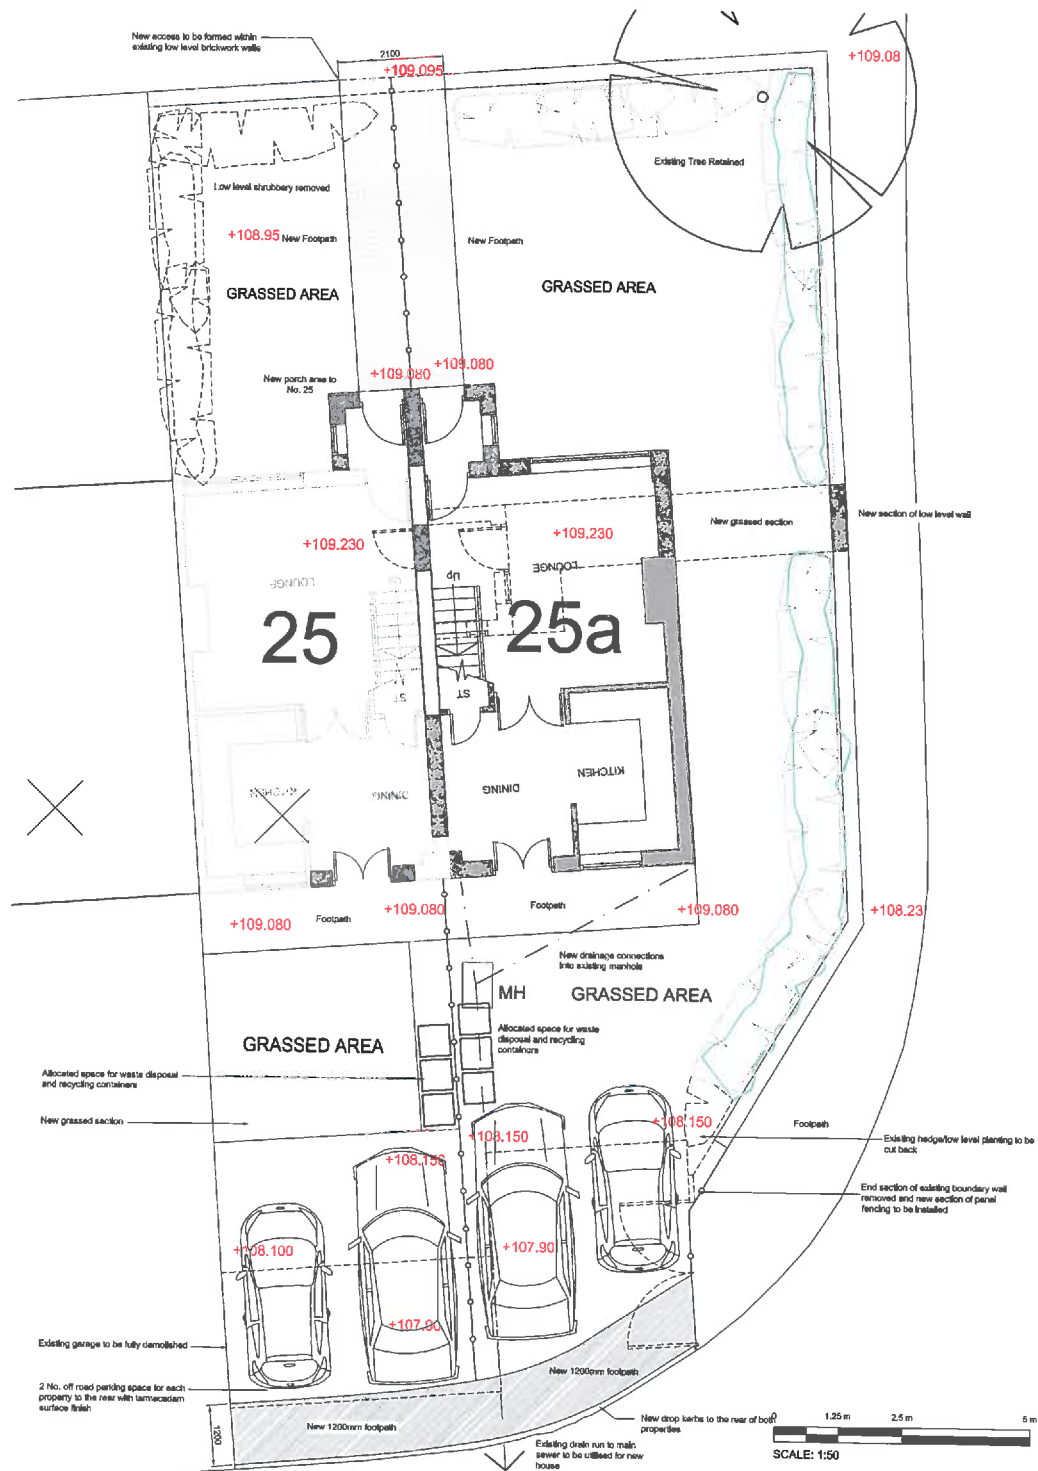 New access to be formed within
existing low level brickwork walls
2100
+109.095
+109.08
Existing Tree Retained
Low level shrubbery removed
+108.95
New Footpath
New Footpath
GRASSED AREA
GRASSED AREA
+109.080
+109.080
New porch area to
No. 25
New grassed section
New section of low level wall
+109.230
+109.230
LOUNGE
LOUNGE
Up
25
25a
ST
ST
KITCHEN
DINING
DINING
KITCHEN
+109.080
Footpath
+109.080
Footpath
+109.080
+108.23
New drainage connections
into existing manhole
MH
GRASSED AREA
Allocated space for waste
disposal and recycling
containers
GRASSED AREA
Allocated space for waste disposal
and recycling containers
New grassed section
+108.150
+108.150
+108.150
Footpath
Existing hedge/low level planting to be
cut back
End section of existing boundary wall
removed and new section of panel
fencing to be installed
+108.100
+107.90
+107.90
Existing garage to be fully demolished
2 No. off road parking space for each
property to the rear with tarmacadam
surface finish
1200
New 1200mm footpath
New 1200mm footpath
New drop kerbs to the rear of both
properties
Existing drain run to main
sewer to be utilised for new
house
0 1.25 m 2.5 m 5 m
SCALE: 1:50